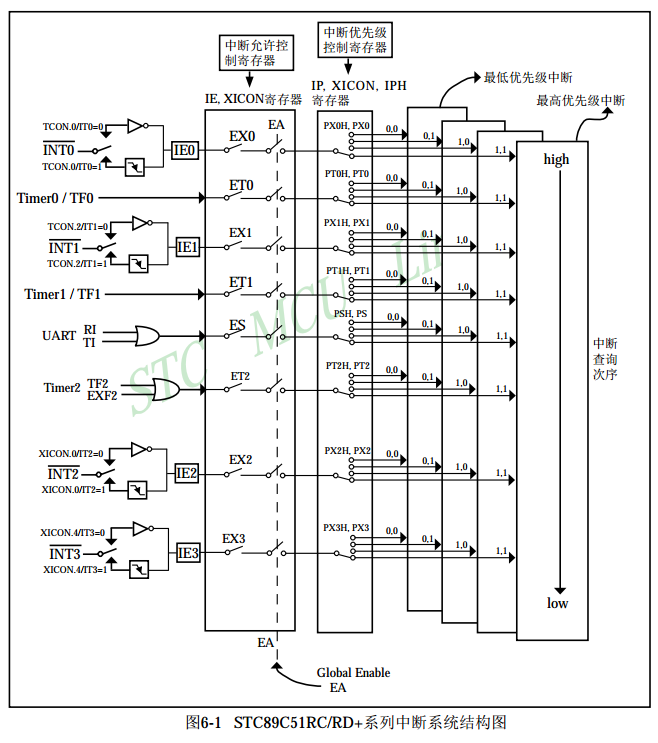 中断允许控
制寄存器
中断优先级
控制寄存器
IE, XICON寄存器
IP, XICON, IPH
寄存器
最低优先级中断
最高优先级中断
EA
TCON.0/IT0=0
INT0
TCON.0/IT0=1
IE0
EX0
PX0H, PX0
0,0
0,1
1,0
1,1
high
Timer0 / TF0
ET0
PT0H, PT0
0,0
0,1
1,0
1,1
TCON.2/IT1=0
INT1
TCON.2/IT1=1
IE1
EX1
PX1H, PX1
0,0
0,1
1,0
1,1
Timer1 / TF1
ET1
PT1H, PT1
0,0
0,1
1,0
1,1
UART
RI
TI
ES
PSH, PS
0,0
0,1
1,0
1,1
中断
查询
次序
Timer2
TF2
EXF2
ET2
PT2H, PT2
0,0
0,1
1,0
1,1
XICON.0/IT2=0
INT2
XICON.0/IT2=1
IE2
EX2
PX2H, PX2
0,0
0,1
1,0
1,1
XICON.4/IT3=0
INT3
XICON.4/IT3=1
IE3
EX3
PX3H, PX3
0,0
0,1
1,0
1,1
low
EA
Global Enable
EA
STC MCU
图6-1 STC89C51RC/RD+系列中断系统结构图